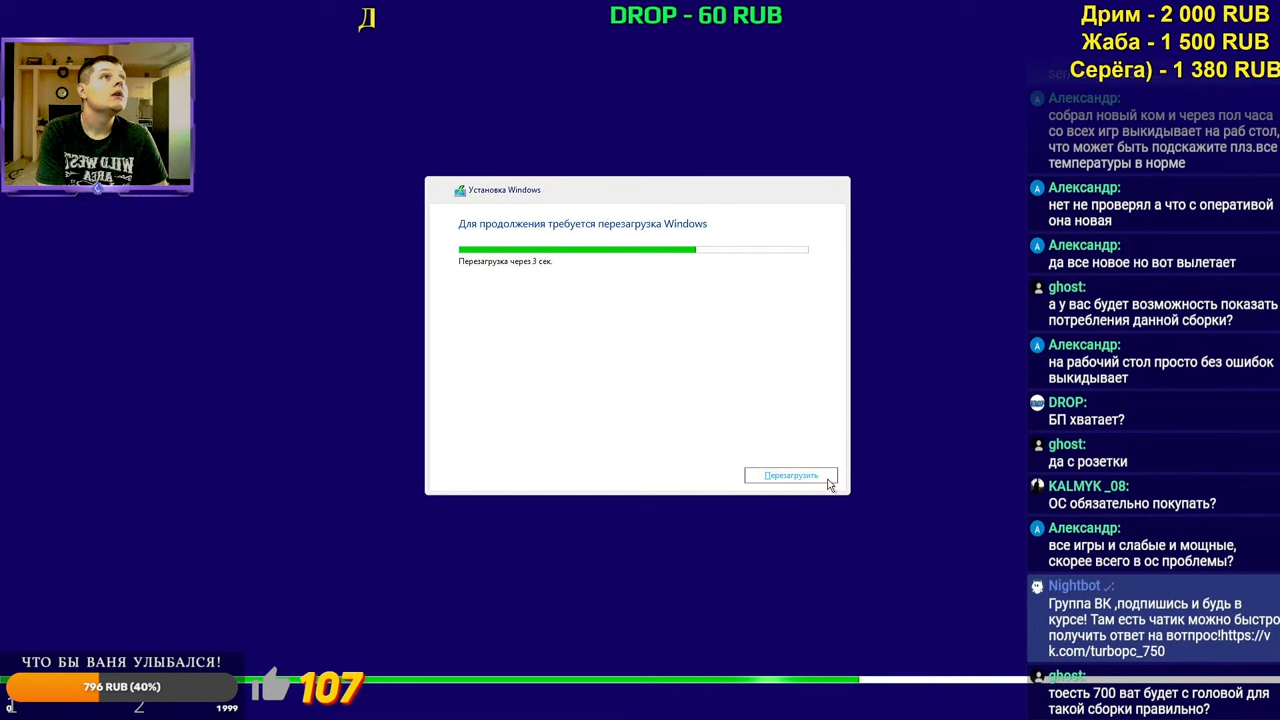 Д
DROP - 60 RUB
Дрим - 2 000 RUB
Жаба - 1 500 RUB
Серёга) - 1 380 RUB
WILD WEST
AREA
Установка Windows
Для продолжения требуется перезагрузка Windows
Перезагрузка через 3 сек.
Перезагрузить
Александр:
собрал новый ком и через пол часа
со всех игр выкидывает на раб стол,
что может быть подскажите плз.все
температуры в норме
Александр:
нет не проверял а что с оперативой
она новая
Александр:
да все новое но вот вылетает
ghost:
а у вас будет возможность показать
потребления данной сборки?
Александр:
на рабочий стол просто без ошибок
выкидывает
DROP:
БП хватает?
ghost:
да с розетки
KALMYK _08:
ОС обязательно покупать?
Александр:
все игры и слабые и мощные,
скорее всего в ос проблемы?
Nightbot :
Группа ВК ,подпишись и будь в
курсе! Там есть чатик можно быстро
получить ответ на вотпрос!https://v
k.com/turbopc_750
ghost:
тоесть 700 ват будет с головой для
такой сборки правильно?
ЧТО БЫ ВАНЯ УЛЫБАЛСЯ!
796 RUB (40%)
0
1999
107